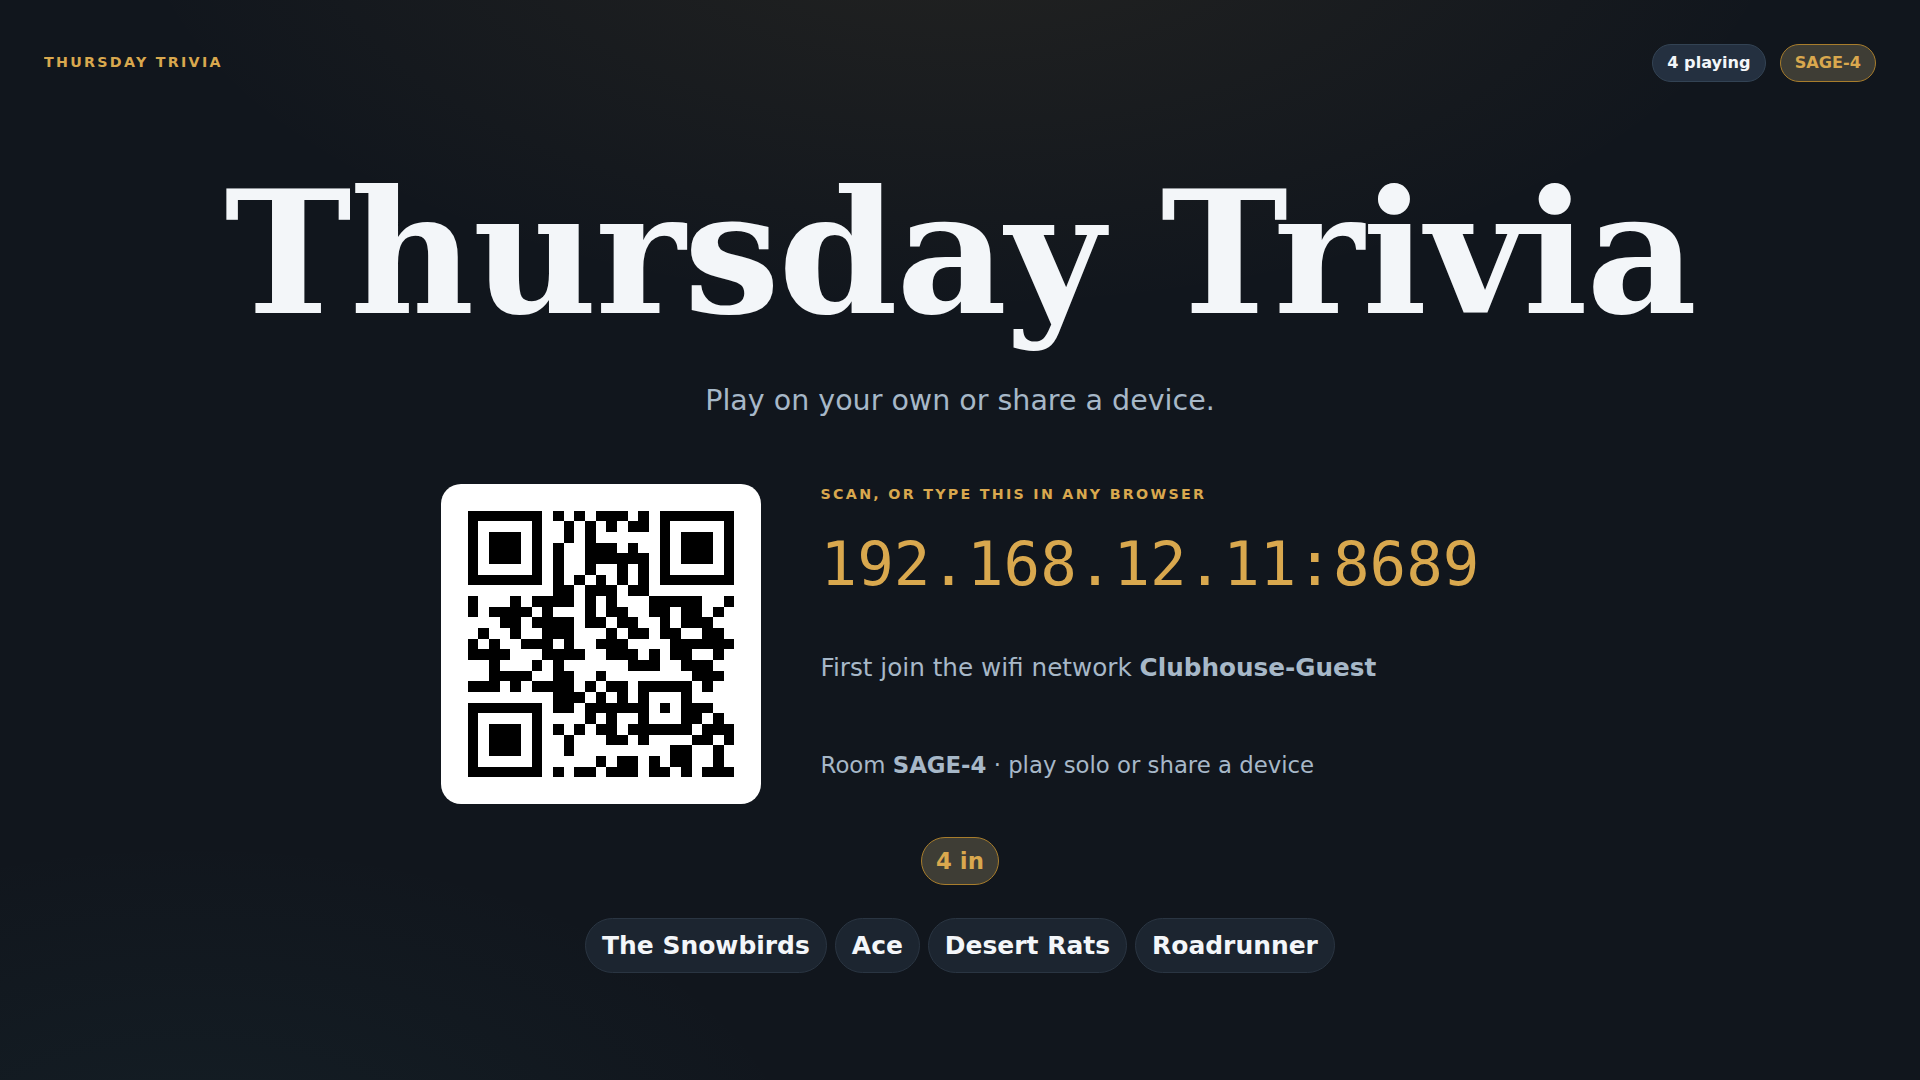 THURSDAY TRIVIA
4 playing
SAGE-4
Thursday Trivia
Play on your own or share a device.
SCAN, OR TYPE THIS IN ANY BROWSER
192.168.12.11:8689
First join the wifi network Clubhouse-Guest
Room SAGE-4 · play solo or share a device
4 in
The Snowbirds
Ace
Desert Rats
Roadrunner